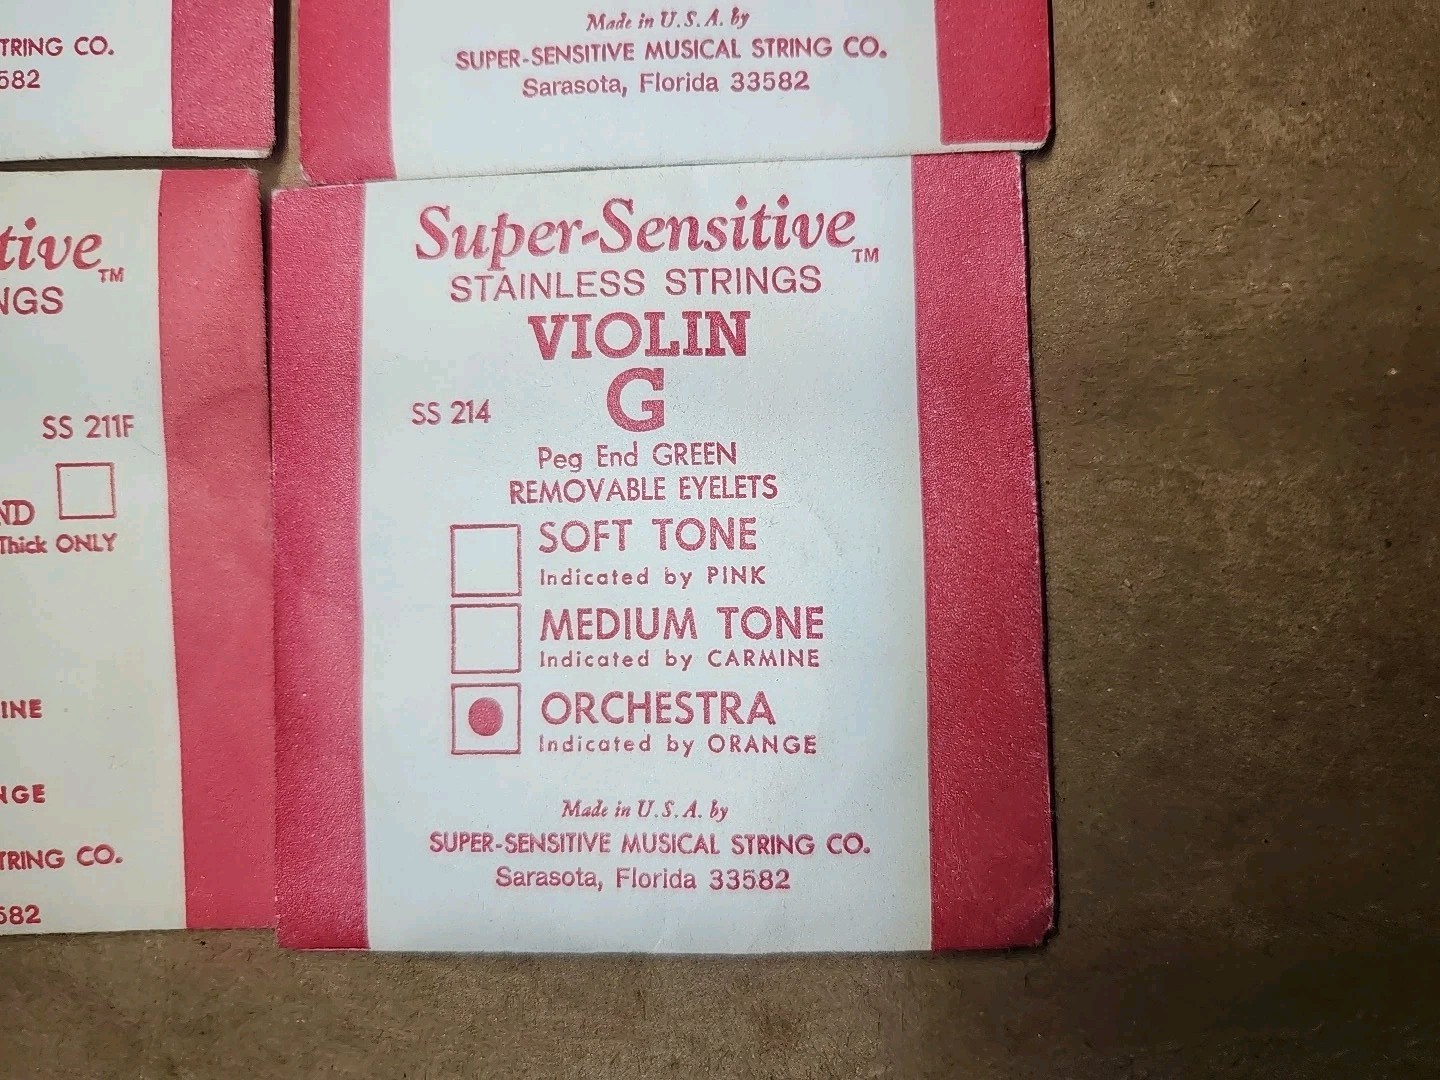 TRING CO.
582
Made in U.S.A. by
SUPER-SENSITIVE MUSICAL STRING CO.
Sarasota, Florida 33582
tive TM
NGS
SS 211F
ND
Thick ONLY
INE
NGE
TRING CO.
582
Super-Sensitive TM
STAINLESS STRINGS
VIOLIN
G
SS 214
Peg End GREEN
REMOVABLE EYELETS
SOFT TONE
Indicated by PINK
MEDIUM TONE
Indicated by CARMINE
ORCHESTRA
Indicated by ORANGE
Made in U.S.A. by
SUPER-SENSITIVE MUSICAL STRING CO.
Sarasota, Florida 33582